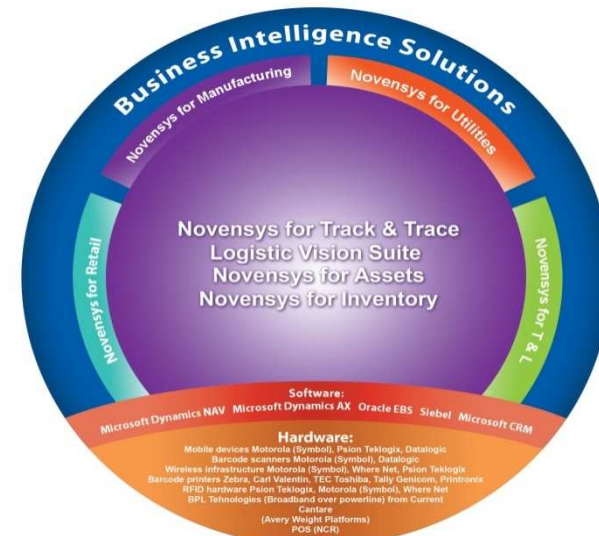 Business Intelligence Solutions
Novensys for Manufacturing
Novensys for Utilities
Novensys for Retail
Novensys for T & L
Novensys for Track & Trace
Logistic Vision Suite
Novensys for Assets
Novensys for Inventory
Software:
Microsoft Dynamics NAV Microsoft Dynamics AX Oracle EBS Siebel Microsoft CRM
Hardware:
Mobile devices Motorola (Symbol), Psion Teklogix, Datalogic
Barcode scanners Motorola (Symbol), Datalogic
Wireless infrastructure Motorola (Symbol), Where Net, Psion Teklogix
Barcode printers Zebra, Carl Valentin, TEC Toshiba, Tally Genicom, Printronix
RFID hardware Psion Teklogix, Motorola (Symbol), Where Net
BPL Tehnologies (Broadband over powerline) from Current
Cantare
(Avery Weight Platforms)
POS (NCR)